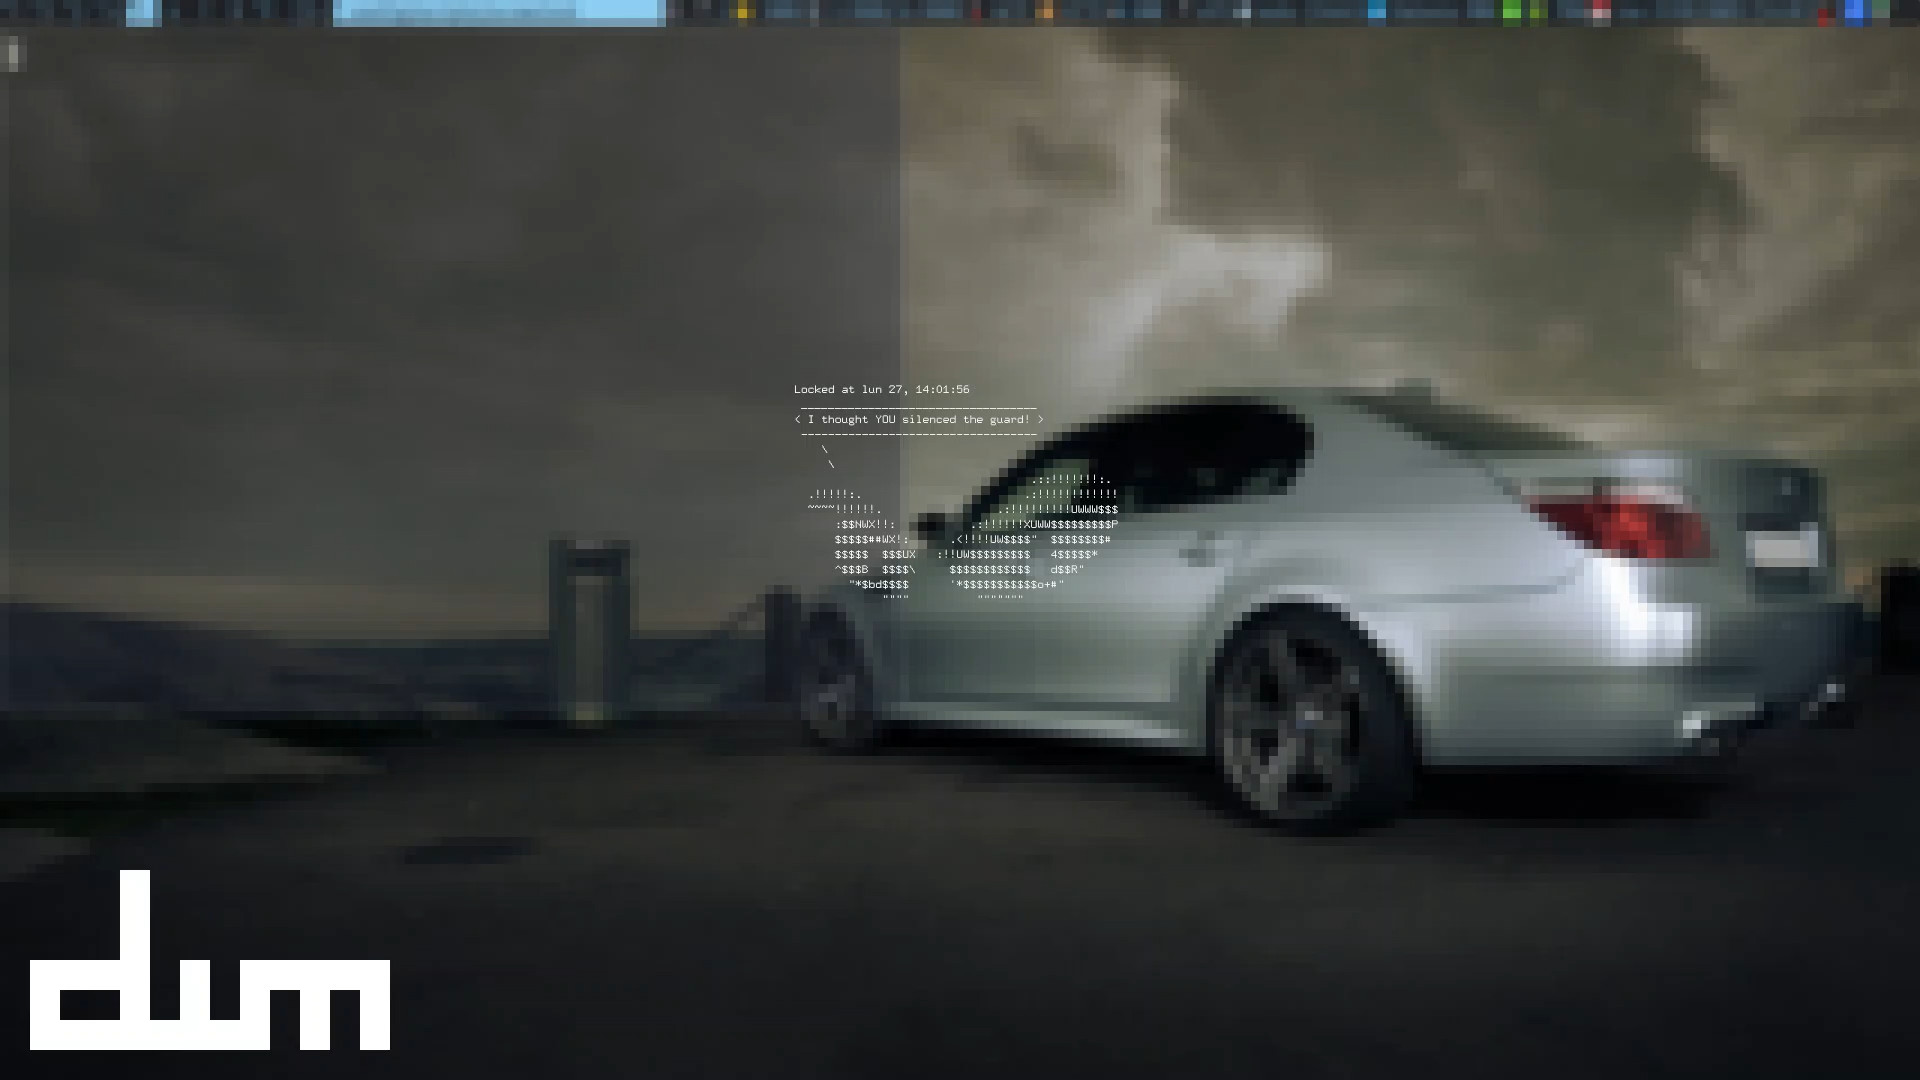 Locked at lun 27, 14:01:56
 ___________________________________
< I thought YOU silenced the guard! >
 -----------------------------------
    \
     \
                                   .::!!!!!!!:.
  .!!!!!:.                        .:!!!!!!!!!!!!
  ~~~~!!!!!!.                 .:!!!!!!!!!UWWW$$$
      :$$NWX!!:           .:!!!!!!XUWW$$$$$$$$$P
      $$$$$##WX!:      .<!!!!UW$$$$"  $$$$$$$$#
      $$$$$  $$$UX   :!!UW$$$$$$$$$   4$$$$$*
      ^$$$B  $$$$\     $$$$$$$$$$$$   d$$R"
        "*$bd$$$$      '*$$$$$$$$$$$o+#"
             """"          """""""
dwm